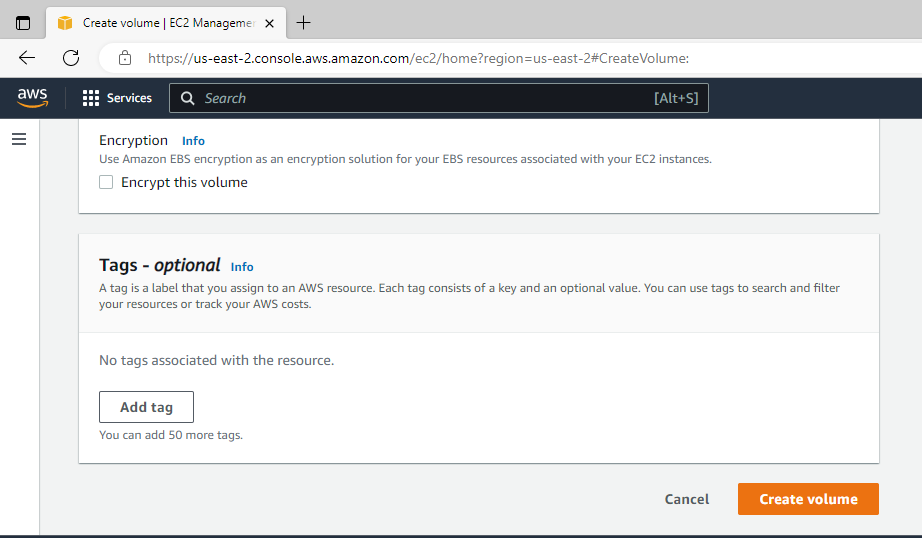 Create volume | EC2 Manageme
https://us-east-2.console.aws.amazon.com/ec2/home?region=us-east-2#CreateVolume:
aws
Services
Search
[Alt+S]
Encryption Info
Use Amazon EBS encryption as an encryption solution for your EBS resources associated with your EC2 instances.
Encrypt this volume
Tags - optional Info
A tag is a label that you assign to an AWS resource. Each tag consists of a key and an optional value. You can use tags to search and filter
your resources or track your AWS costs.
No tags associated with the resource.
Add tag
You can add 50 more tags.
Cancel
Create volume